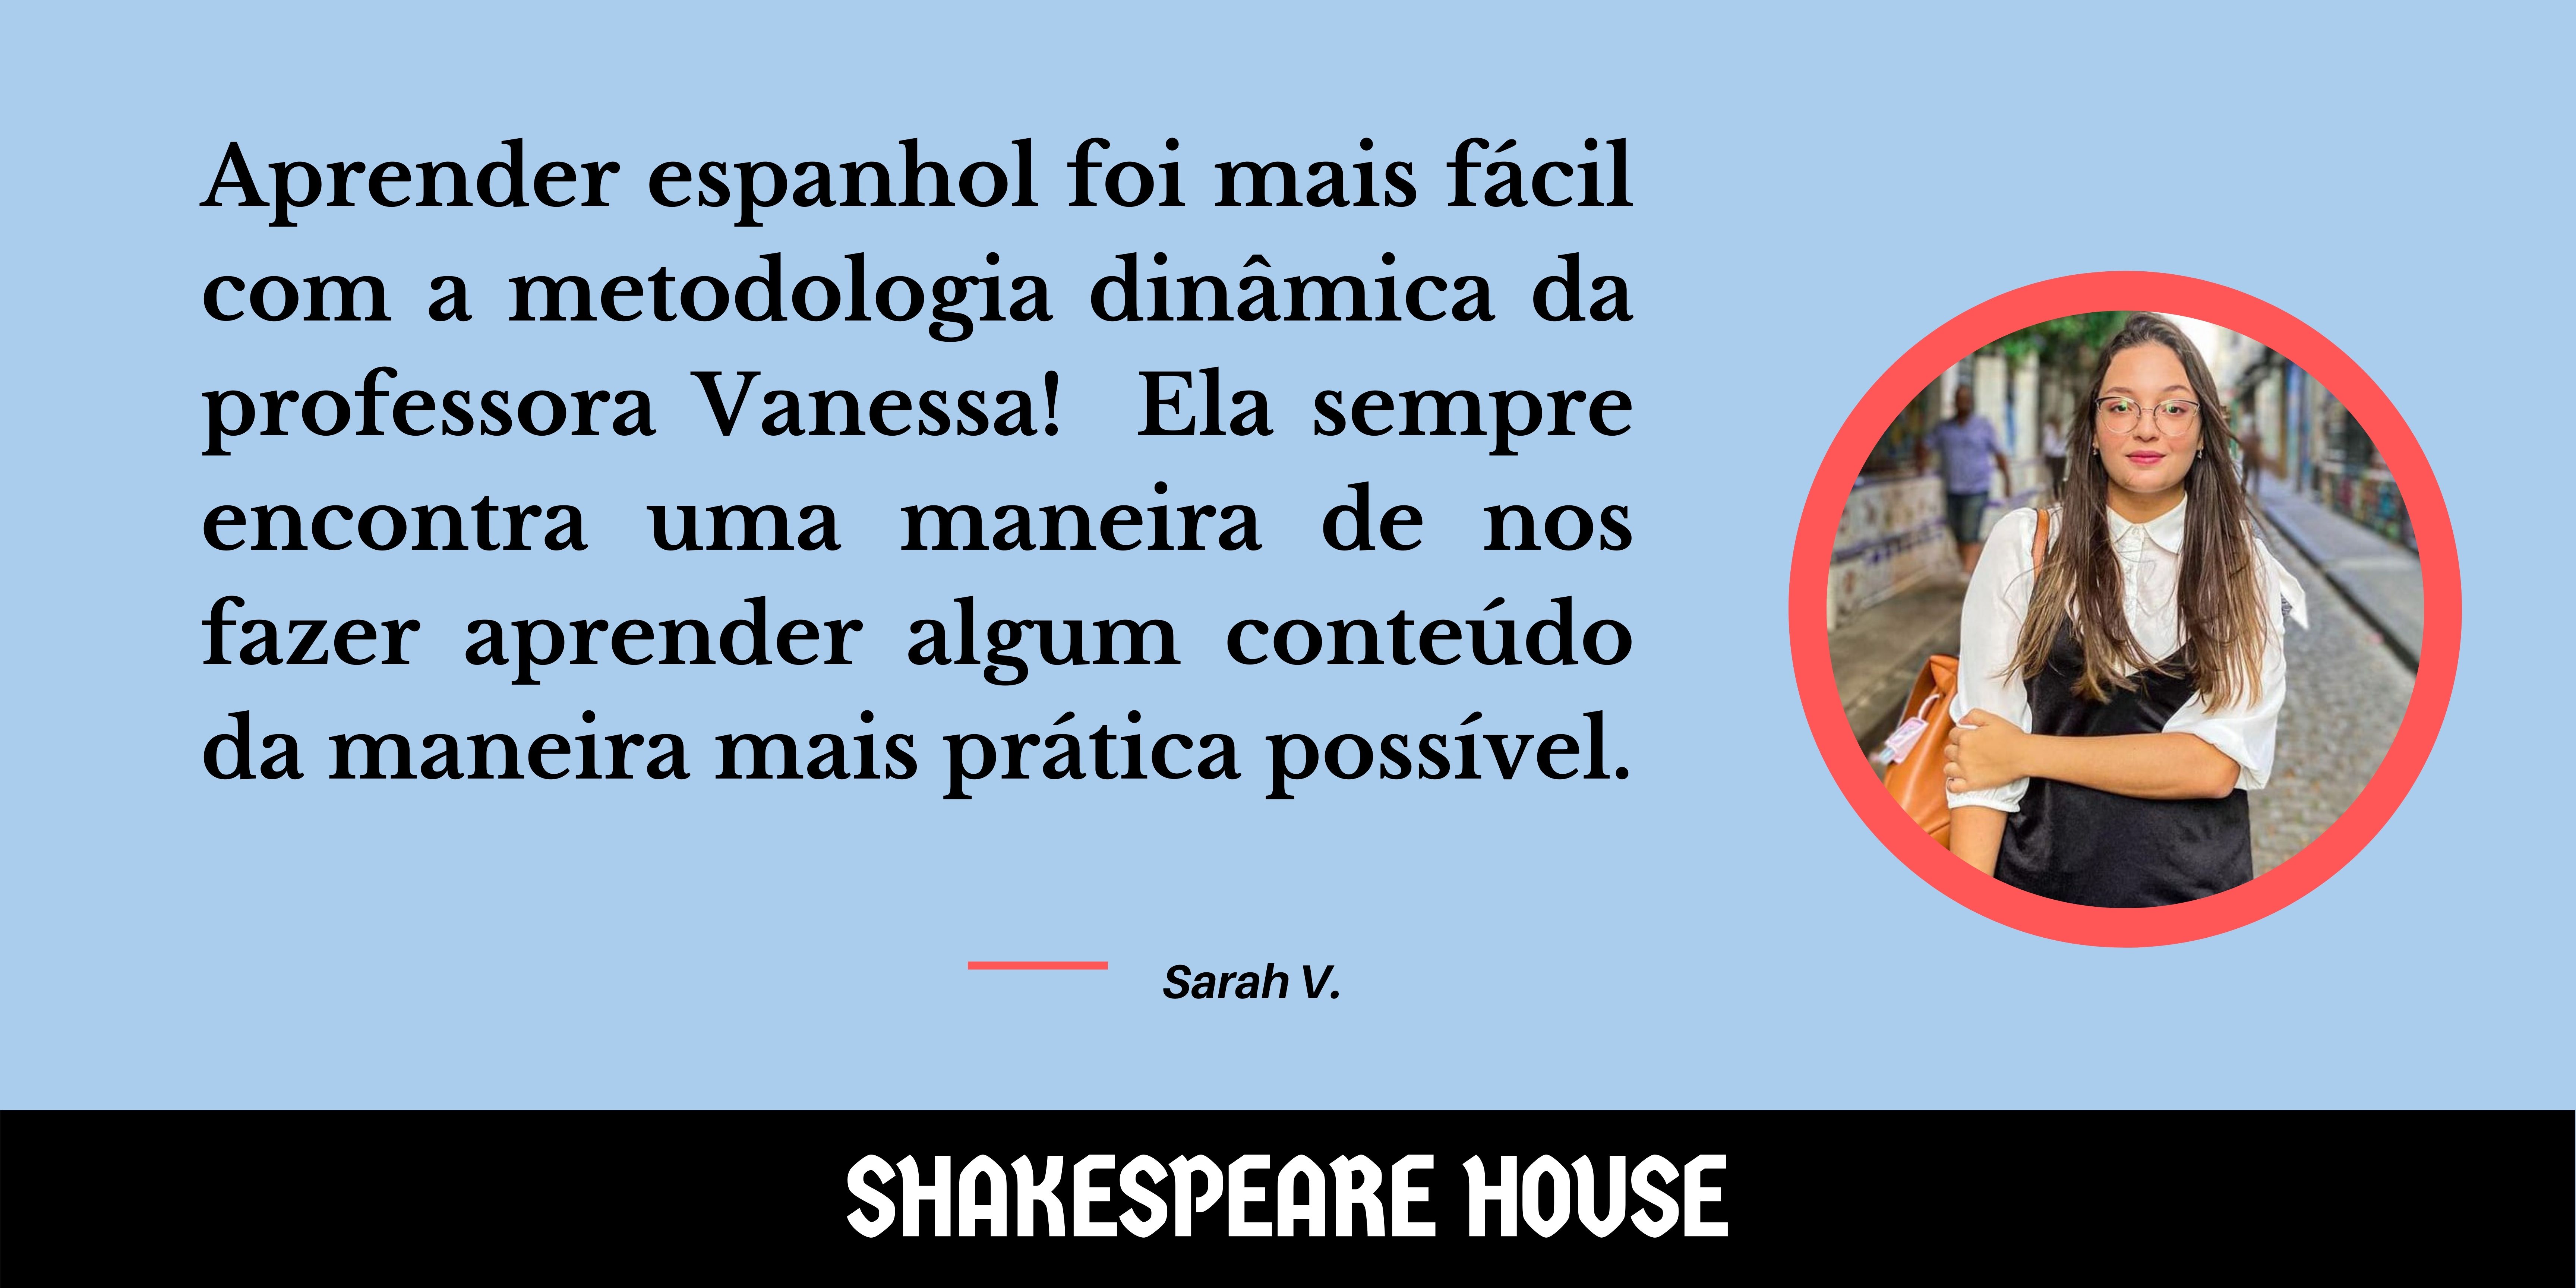 Aprender espanhol foi mais fácil
com a metodologia dinâmica da
professora Vanessa! Ela sempre
encontra uma maneira de nos
fazer aprender algum conteúdo
da maneira mais prática possível.
Sarah V.
SHAKESPEARE HOUSE